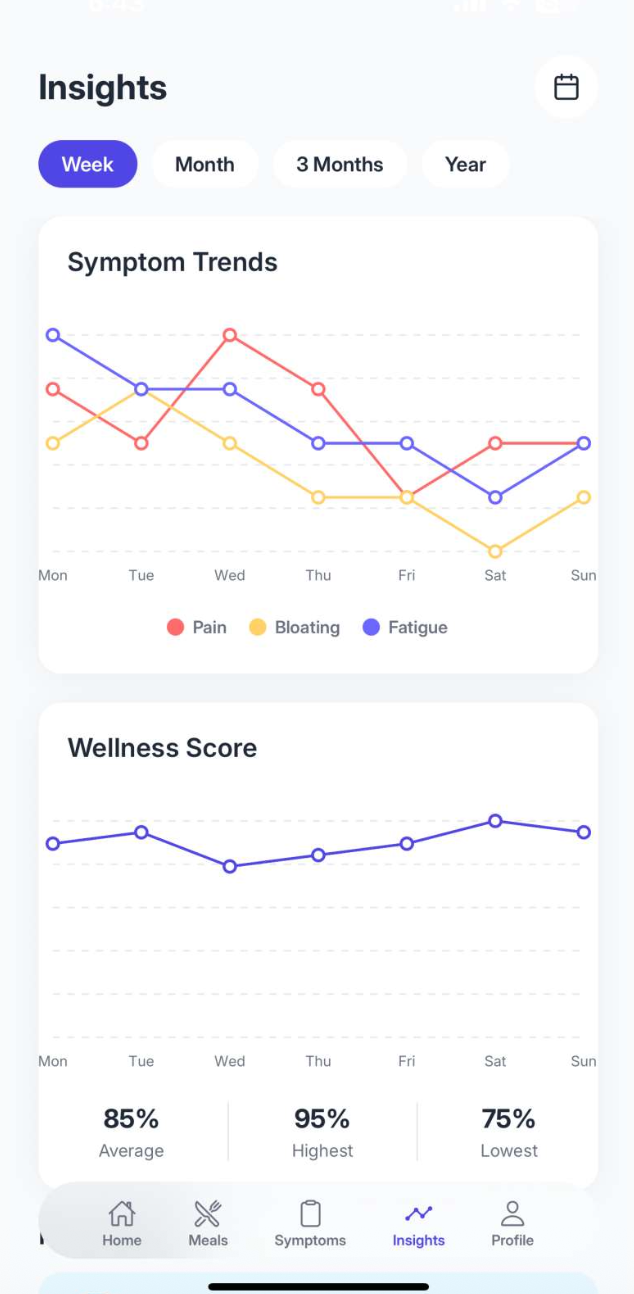 Insights
Week Month 3 Months Year
Symptom Trends
Mon Tue Wed Thu Fri Sat Sun
Pain Bloating Fatigue
Wellness Score
Mon Tue Wed Thu Fri Sat Sun
85% 95% 75%
Average Highest Lowest
Home Meals Symptoms Insights Profile